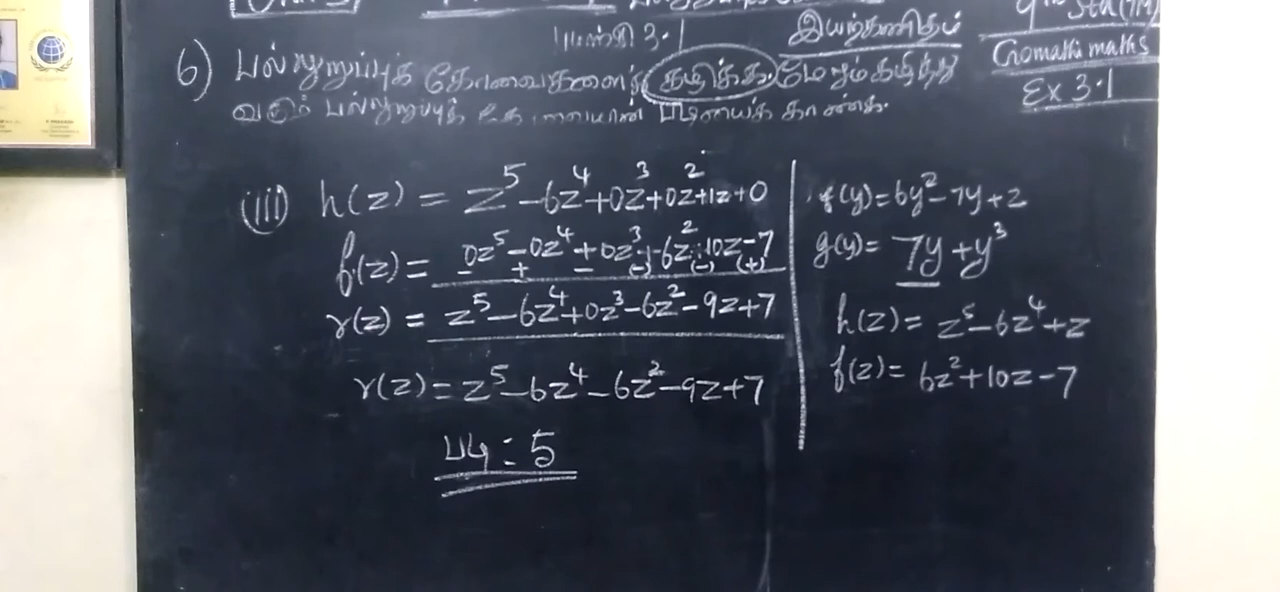 பயிற்சி 3.1
இயற்கணிதம்
9th Std (TM)
Gomathi maths
Ex 3.1
6) பல்லுறுப்புக் கோவைகளைக் கழிக்க. மேலும் கழித்து
வரும் பல்லுறுப்புக் காண்க.
(iii) h(z) = z⁵-6z⁴+0z³+0z²+1z+0
f(z) = 0z⁵-0z⁴+0z³+6z²+10z-7
- + - (-) (-) (+)
r(z) = z⁵-6z⁴+0z³-6z²-9z+7
r(z)=z⁵-6z⁴-6z²-9z+7
படி : 5
f(y)=6y²-7y+2
g(y)= 7y+y³
h(z)= z⁵-6z⁴+z
f(z)= 6z²+10z-7